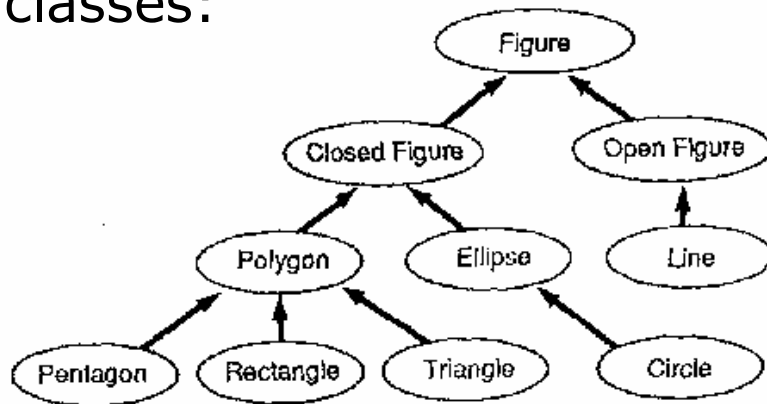 classes:
Figure
Closed Figure
Open Figure
Polygon
Ellipse
Line
Pentagon
Rectangle
Triangle
Circle